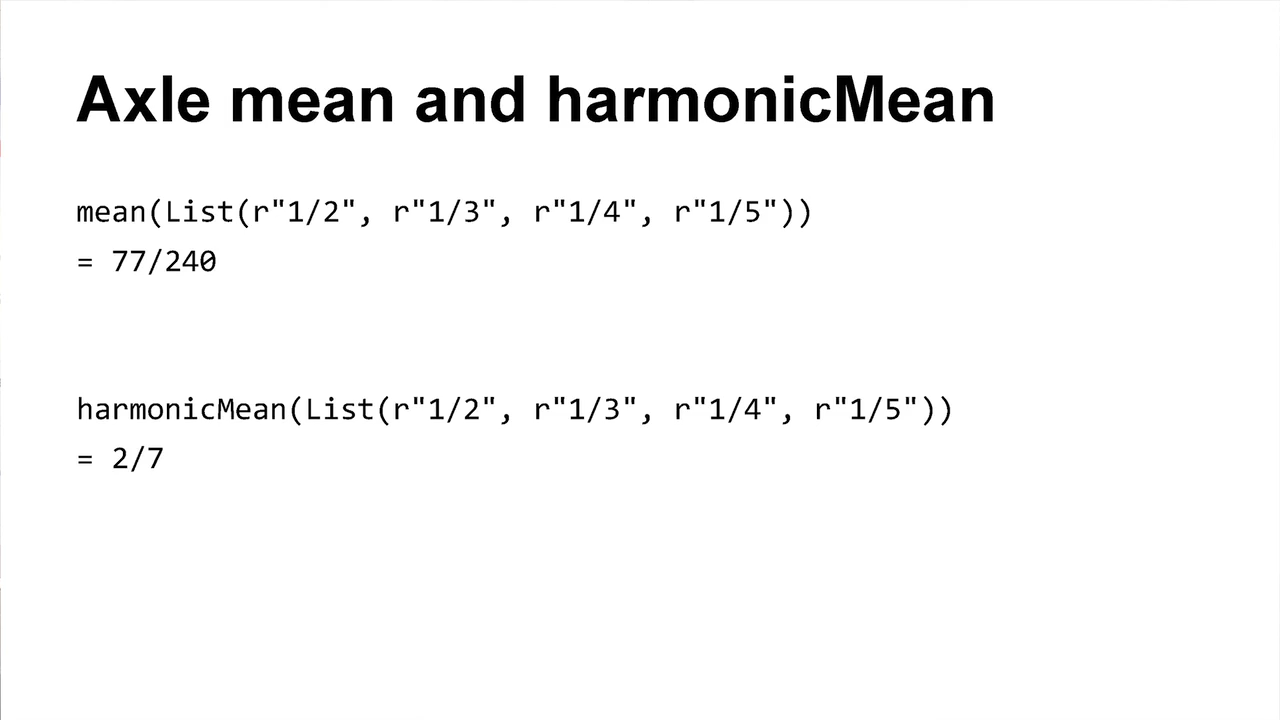 Axle mean and harmonicMean
mean(List(r"1/2", r"1/3", r"1/4", r"1/5"))
= 77/240
harmonicMean(List(r"1/2", r"1/3", r"1/4", r"1/5"))
= 2/7